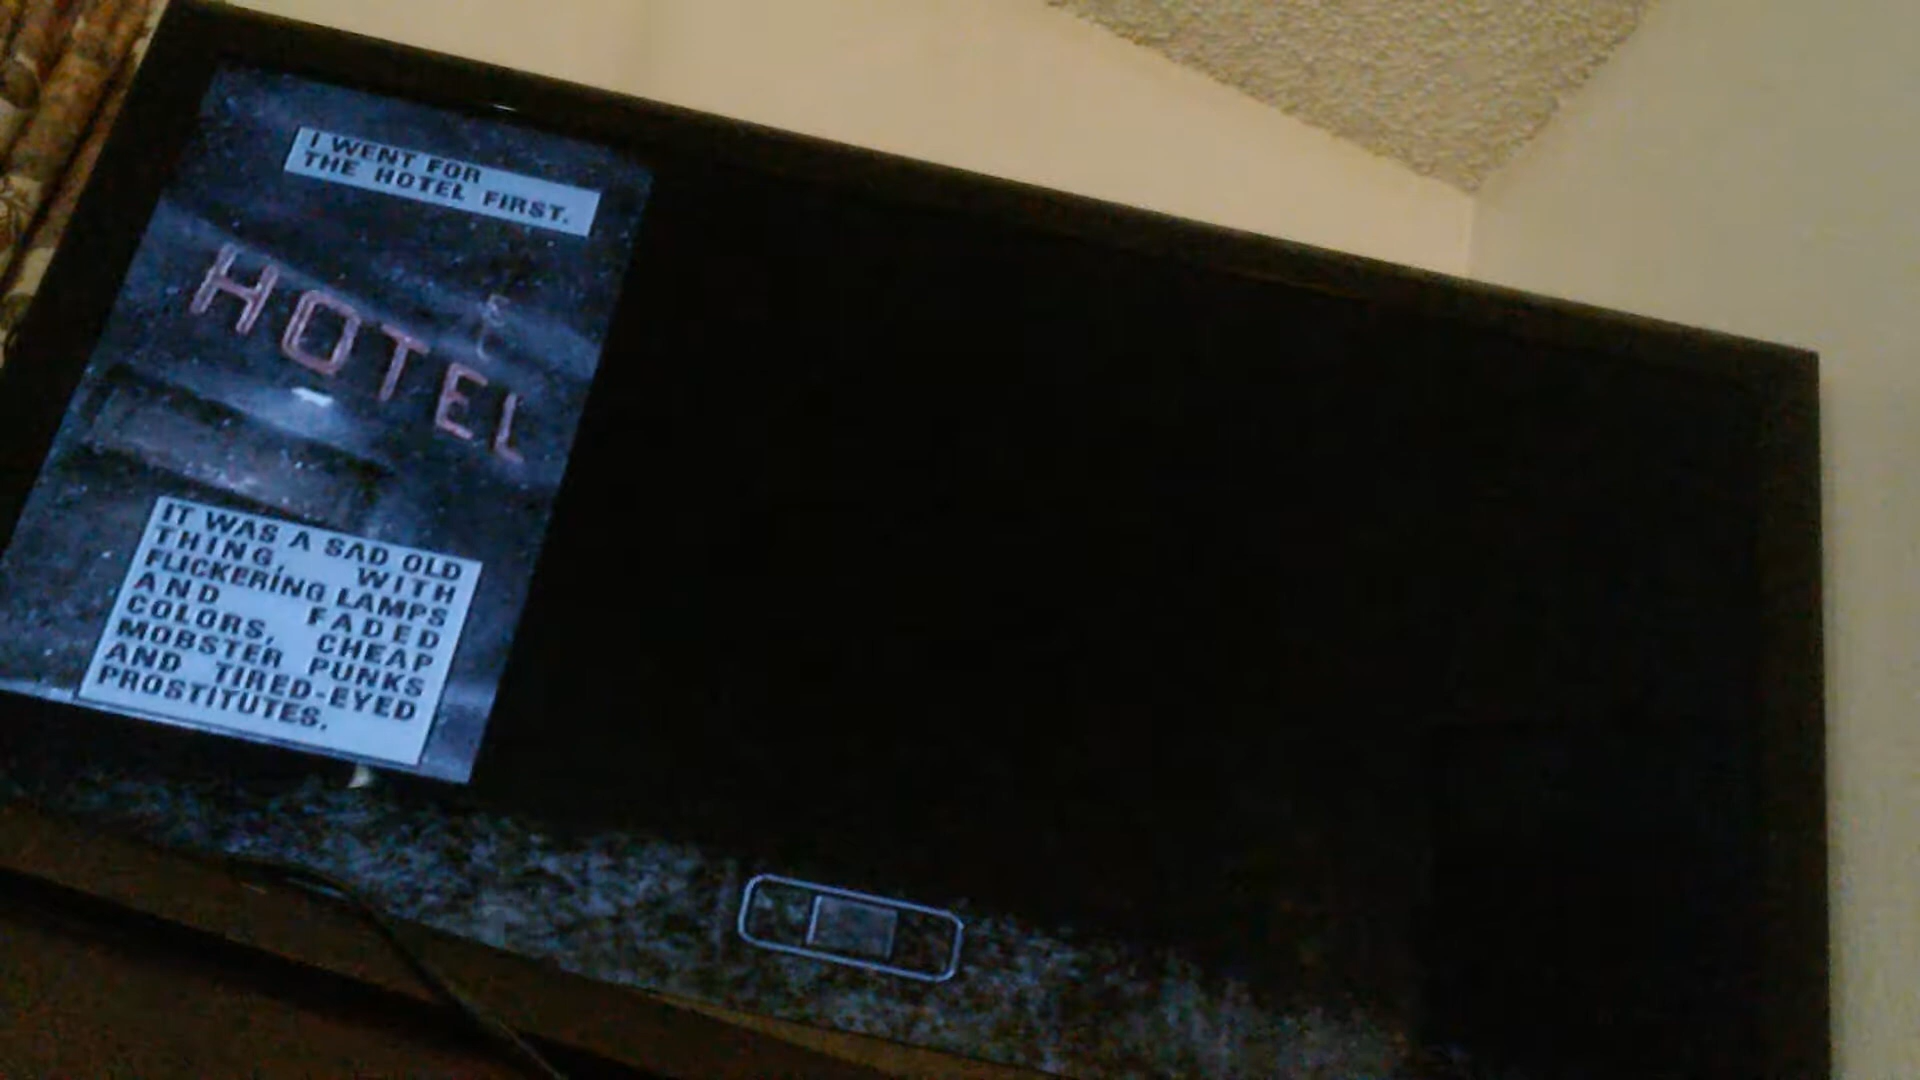 I WENT FOR
THE HOTEL FIRST.
HOTEL
IT WAS A SAD OLD
THING, WITH
FLICKERING LAMPS
AND FADED
COLORS, CHEAP
MOBSTER PUNKS
AND TIRED-EYED
PROSTITUTES.